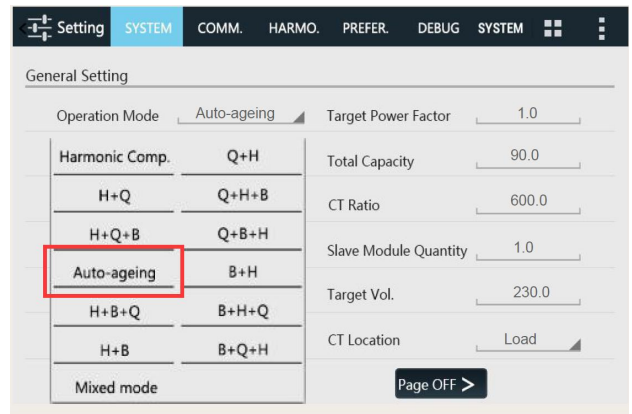 Setting SYSTEM COMM. HARMO. PREFER. DEBUG SYSTEM
General Setting
Operation Mode Auto-ageing Target Power Factor 1.0
Harmonic Comp. Q+H Total Capacity 90.0
H+Q Q+H+B CT Ratio 600.0
H+Q+B Q+B+H Slave Module Quantity 1.0
Auto-ageing B+H Target Vol. 230.0
H+B+Q B+H+Q
H+B B+Q+H CT Location Load
Mixed mode Page OFF >